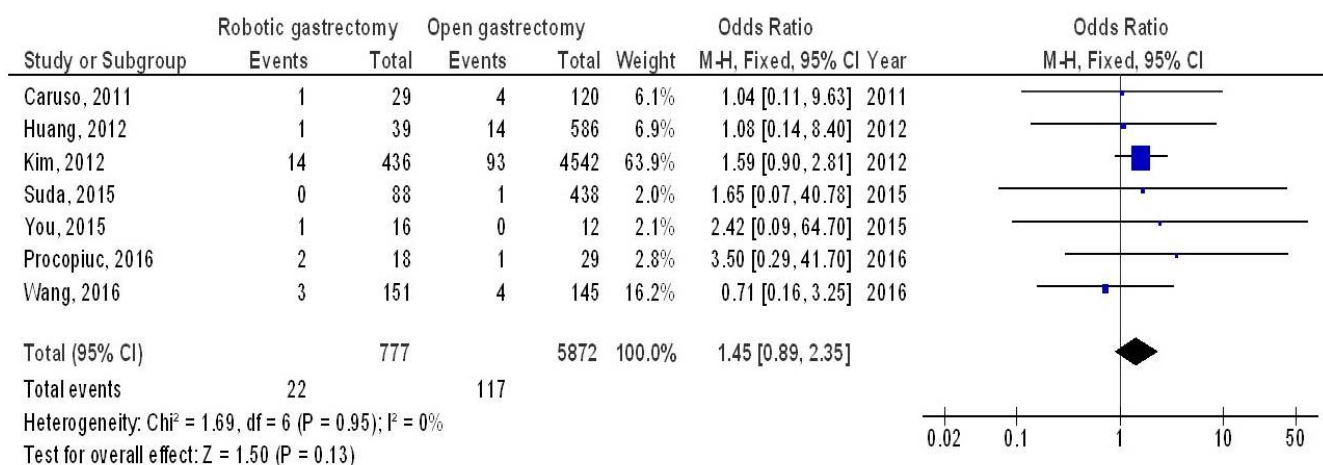 Robotic gastrectomy Open gastrectomy Odds Ratio Odds Ratio
Study or Subgroup Events Total Events Total Weight M-H, Fixed, 95% CI Year M-H, Fixed, 95% CI
Caruso, 2011 1 29 4 120 6.1% 1.04 [0.11, 9.63] 2011
Huang, 2012 1 39 14 586 6.9% 1.08 [0.14, 8.40] 2012
Kim, 2012 14 436 93 4542 63.9% 1.59 [0.90, 2.81] 2012
Suda, 2015 0 88 1 438 2.0% 1.65 [0.07, 40.78] 2015
You, 2015 1 16 0 12 2.1% 2.42 [0.09, 64.70] 2015
Procopiuc, 2016 2 18 1 29 2.8% 3.50 [0.29, 41.70] 2016
Wang, 2016 3 151 4 145 16.2% 0.71 [0.16, 3.25] 2016
Total (95% CI) 777 5872 100.0% 1.45 [0.89, 2.35]
Total events 22 117
Heterogeneity: Chi² = 1.69, df = 6 (P = 0.95); I² = 0%
Test for overall effect: Z = 1.50 (P = 0.13)
0.02 0.1 1 10 50